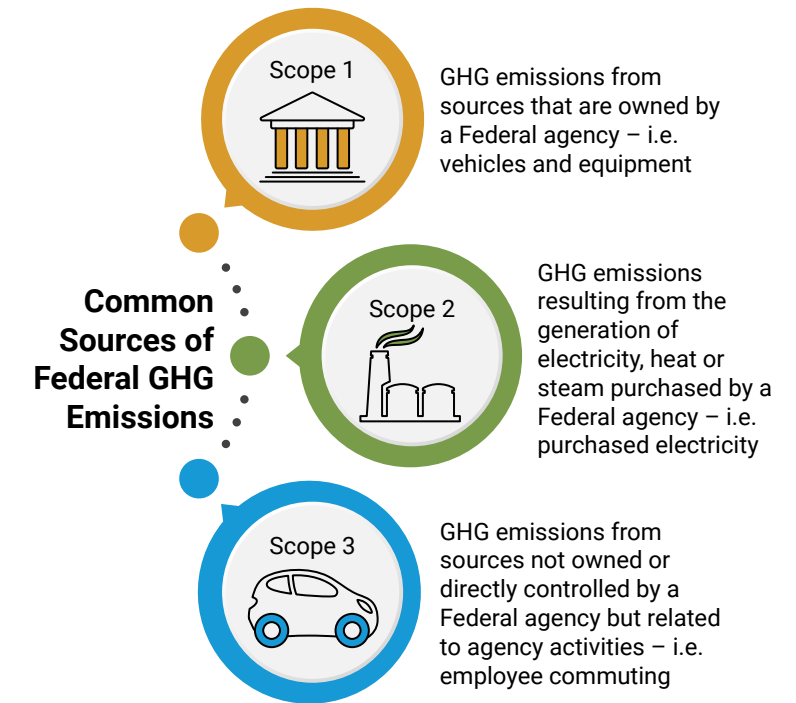 Scope 1
GHG emissions from
sources that are owned by
a Federal agency – i.e.
vehicles and equipment
Common
Sources of
Federal GHG
Emissions
Scope 2
GHG emissions
resulting from the
generation of
electricity, heat or
steam purchased by a
Federal agency – i.e.
purchased electricity
Scope 3
GHG emissions from
sources not owned or
directly controlled by a
Federal agency but related
to agency activities – i.e.
employee commuting